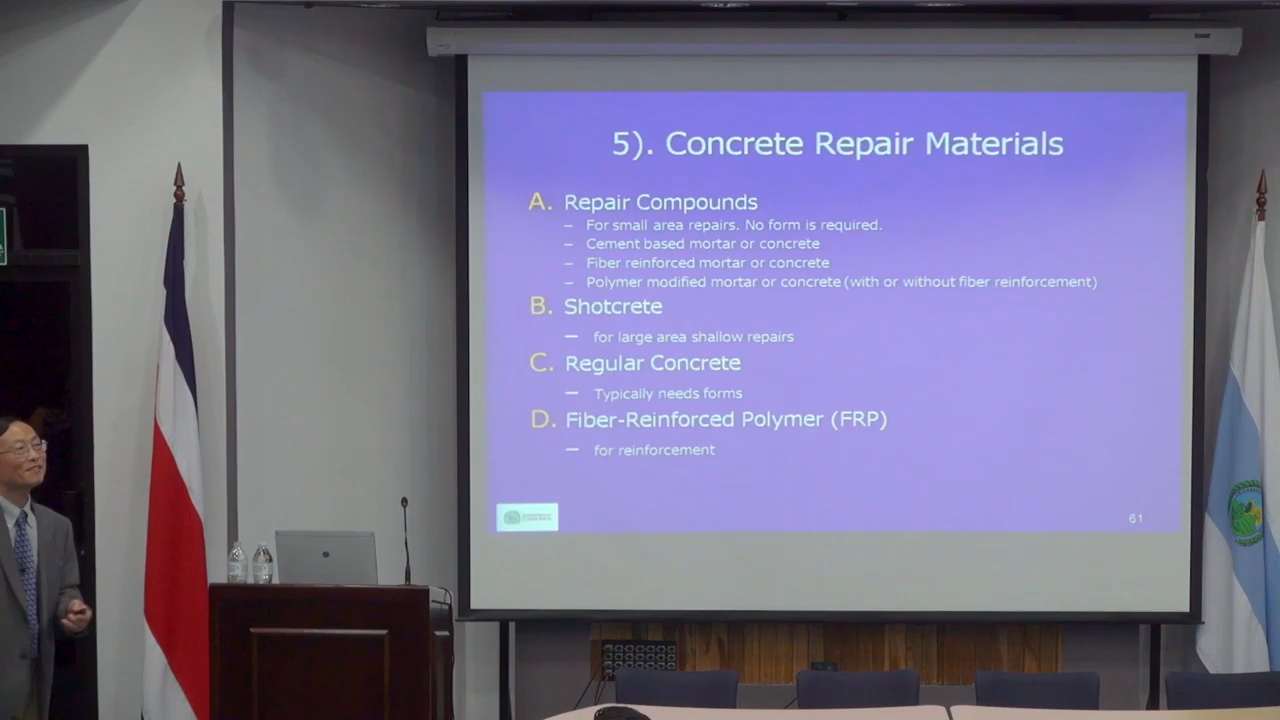 5). Concrete Repair Materials
A. Repair Compounds
– For small area repairs. No form is required.
– Cement based mortar or concrete
– Fiber reinforced mortar or concrete
– Polymer modified mortar or concrete (with or without fiber reinforcement)
B. Shotcrete
– for large area shallow repairs
C. Regular Concrete
– Typically needs forms
D. Fiber-Reinforced Polymer (FRP)
– for reinforcement
61